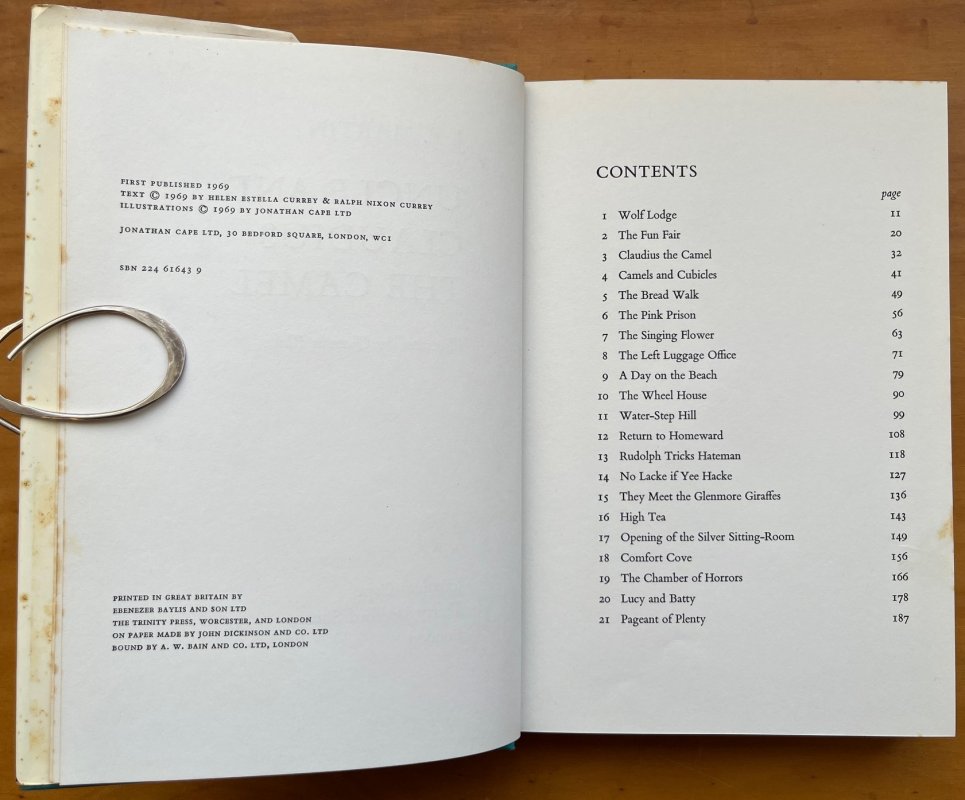 FIRST PUBLISHED 1969
TEXT © 1969 BY HELEN ESTELLA CURREY & RALPH NIXON CURREY
ILLUSTRATIONS © 1969 BY JONATHAN CAPE LTD
JONATHAN CAPE LTD, 30 BEDFORD SQUARE, LONDON, WC1
SBN 224 61643 9
PRINTED IN GREAT BRITAIN BY
EBENEZER BAYLIS AND SON LTD
THE TRINITY PRESS, WORCESTER, AND LONDON
ON PAPER MADE BY JOHN DICKINSON AND CO. LTD
BOUND BY A. W. BAIN AND CO. LTD, LONDON
CONTENTS
page
1 Wolf Lodge 11
2 The Fun Fair 20
3 Claudius the Camel 32
4 Camels and Cubicles 41
5 The Bread Walk 49
6 The Pink Prison 56
7 The Singing Flower 63
8 The Left Luggage Office 71
9 A Day on the Beach 79
10 The Wheel House 90
11 Water-Step Hill 99
12 Return to Homeward 108
13 Rudolph Tricks Hateman 118
14 No Lacke if Yee Hacke 127
15 They Meet the Glenmore Giraffes 136
16 High Tea 143
17 Opening of the Silver Sitting-Room 149
18 Comfort Cove 156
19 The Chamber of Horrors 166
20 Lucy and Batty 178
21 Pageant of Plenty 187